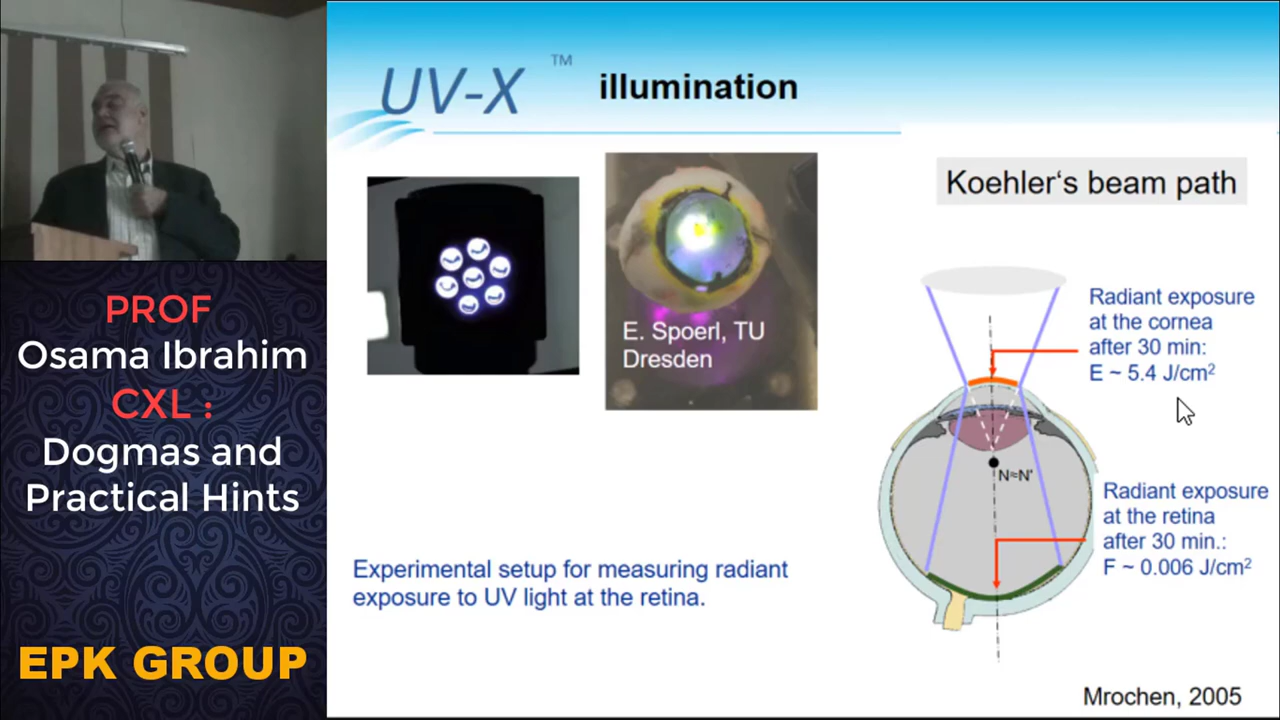 PROF
Osama Ibrahim
CXL :
Dogmas and
Practical Hints
EPK GROUP
UV-X ™ illumination
Koehler‘s beam path
E. Spoerl, TU
Dresden
Radiant exposure
at the cornea
after 30 min:
E ~ 5.4 J/cm²
N≈N'
Radiant exposure
at the retina
after 30 min.:
F ~ 0.006 J/cm²
Experimental setup for measuring radiant
exposure to UV light at the retina.
Mrochen, 2005